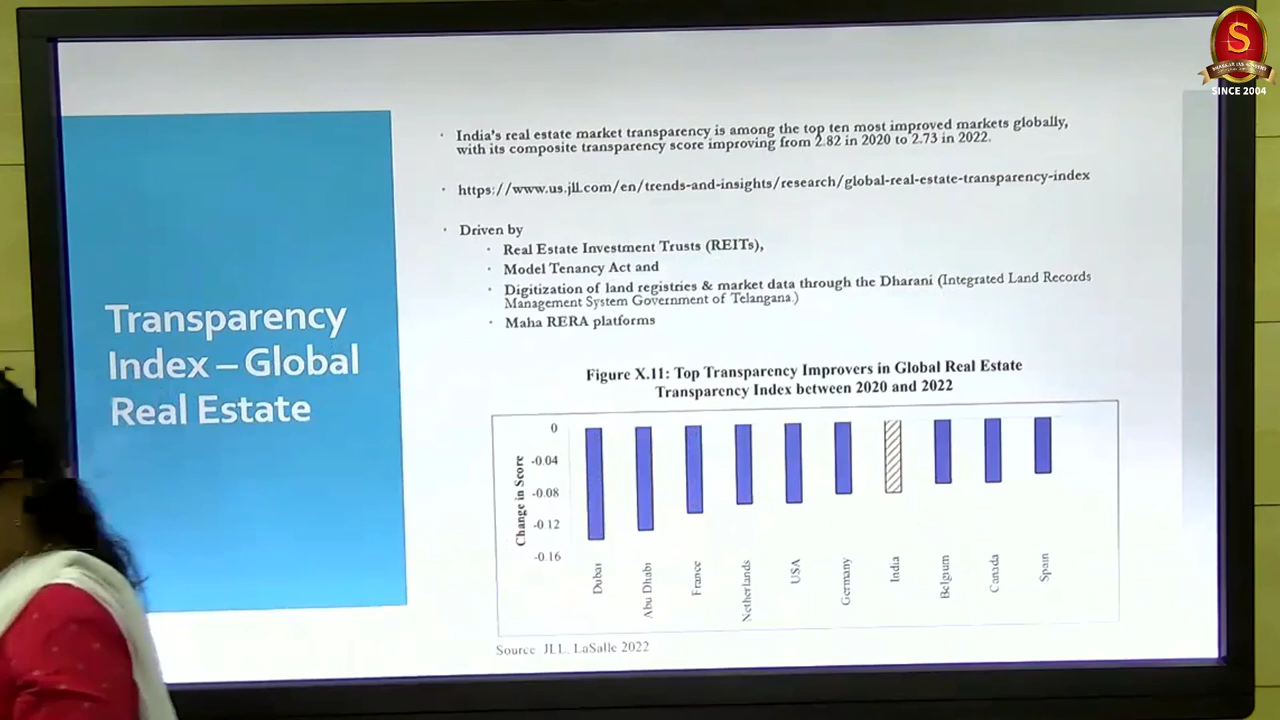 S
SINCE 2004
Transparency
Index – Global
Real Estate
• India's real estate market transparency is among the top ten most improved markets globally,
with its composite transparency score improving from 2.82 in 2020 to 2.73 in 2022.
• https://www.us.jll.com/en/trends-and-insights/research/global-real-estate-transparency-index
• Driven by
• Real Estate Investment Trusts (REITs),
• Model Tenancy Act and
• Digitization of land registries & market data through the Dharani (Integrated Land Records
Management System Government of Telangana.)
• Maha RERA platforms
Figure X.11: Top Transparency Improvers in Global Real Estate
Transparency Index between 2020 and 2022
Change in Score
0
-0.04
-0.08
-0.12
-0.16
Dubai
Abu Dhabi
France
Netherlands
USA
Germany
India
Belgium
Canada
Spain
Source JLL, LaSalle 2022